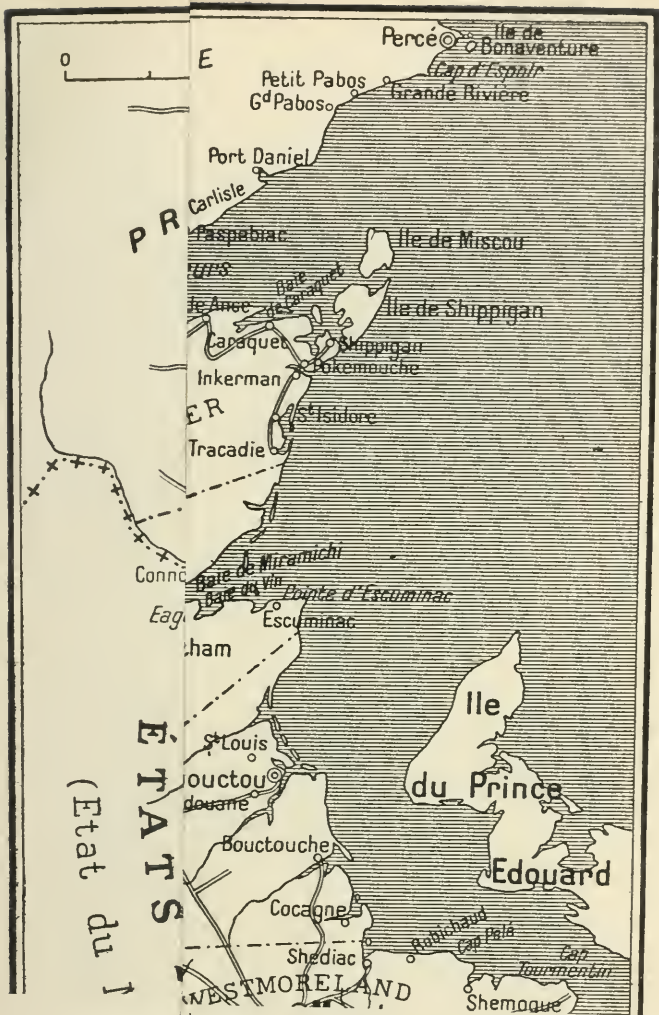 Percé
Ile de
Bonaventure
Cap d'Espoir
0
E
Petit Pabos
Gd Pabos
Grande Rivière
Port Daniel
Carlisle
PR
Paspébiac
Ile de Miscou
Baie
de Caraquet
Ile de Shippigan
Caraquet
Shippigan
Pokemouche
Inkerman
ER
St Isidore
Tracadie
Baie de Miramichi
Baie du Vin
Pointe d'Escuminac
Escuminac
ham
Ile
du Prince
Edouard
St Louis
ouctou
douane
ÉTATS
(Etat du
Bouctouche
Cocagne
Robichaud
Cap Pelé
Shediac
Cap
Tourmentin
WESTMORELAND
Shemogue